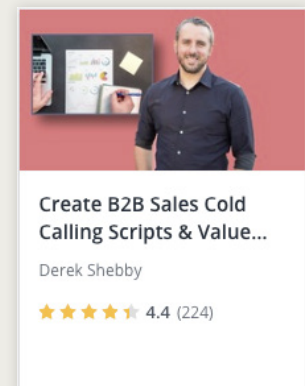 Create B2B Sales Cold
Calling Scripts & Value...
Derek Shebby
4.4 (224)